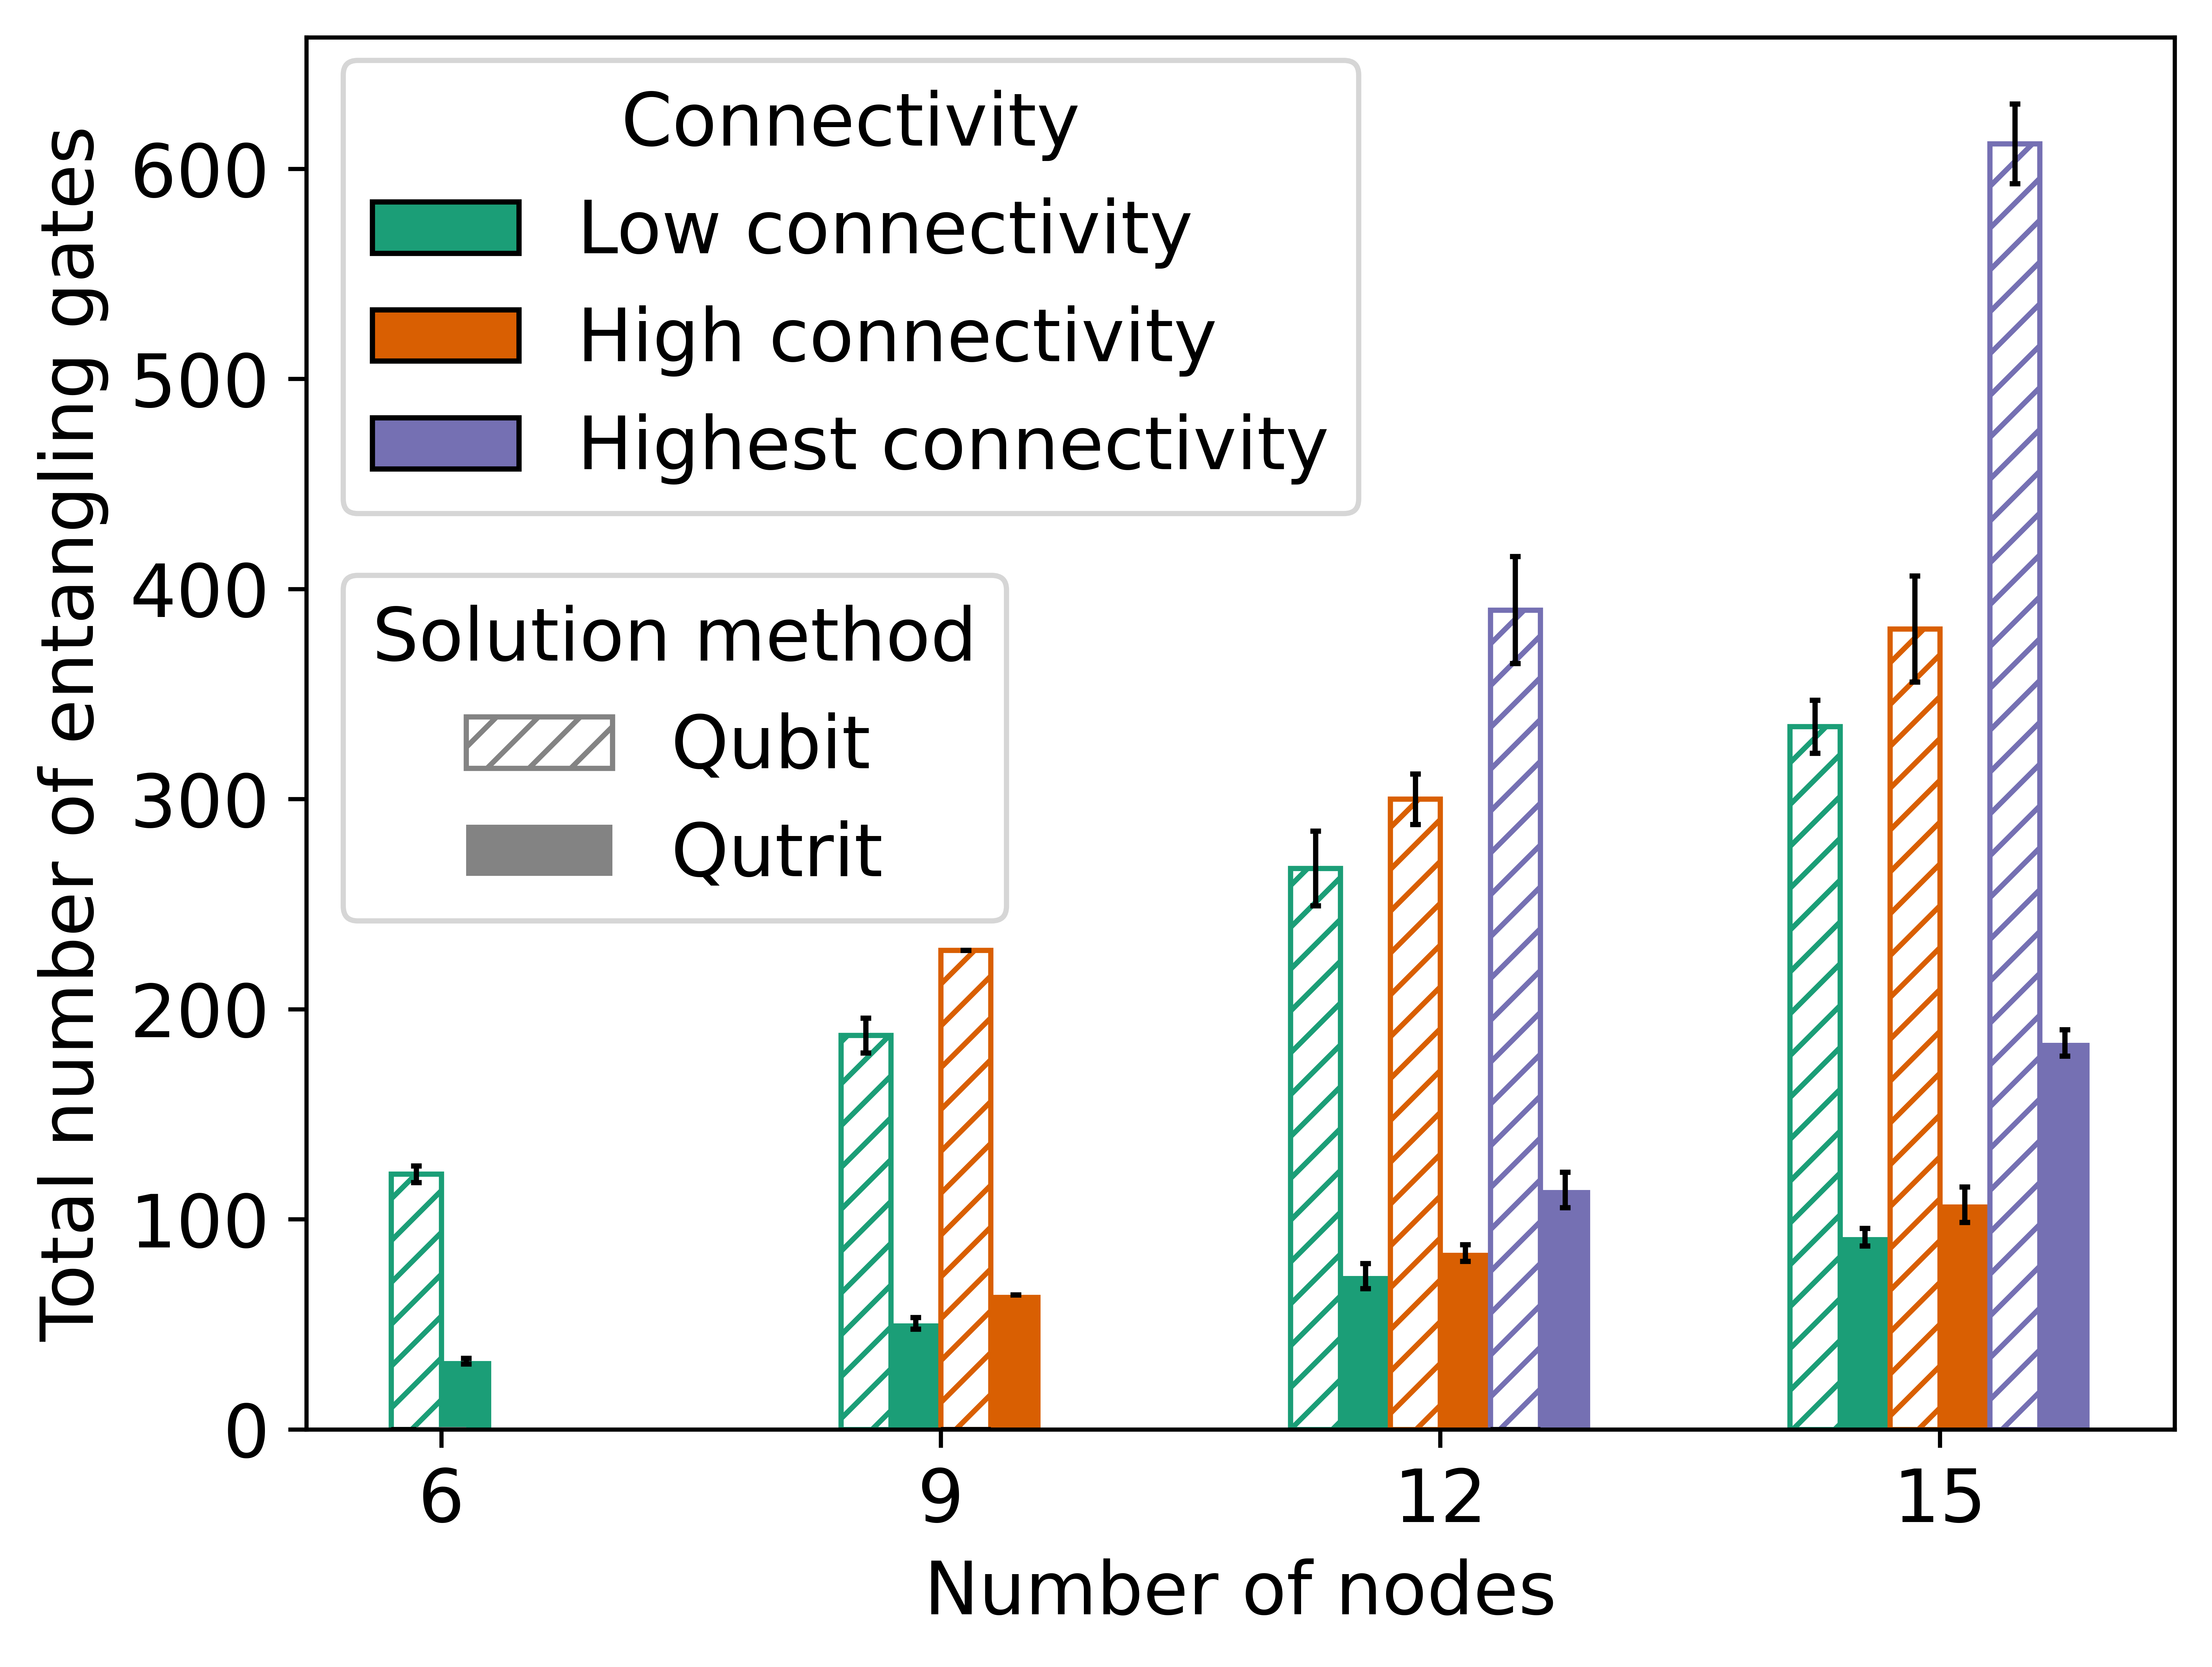 Total number of entangling gates
600
500
400
300
200
100
0
Connectivity
Low connectivity
High connectivity
Highest connectivity
Solution method
Qubit
Qutrit
6 9 12 15
Number of nodes